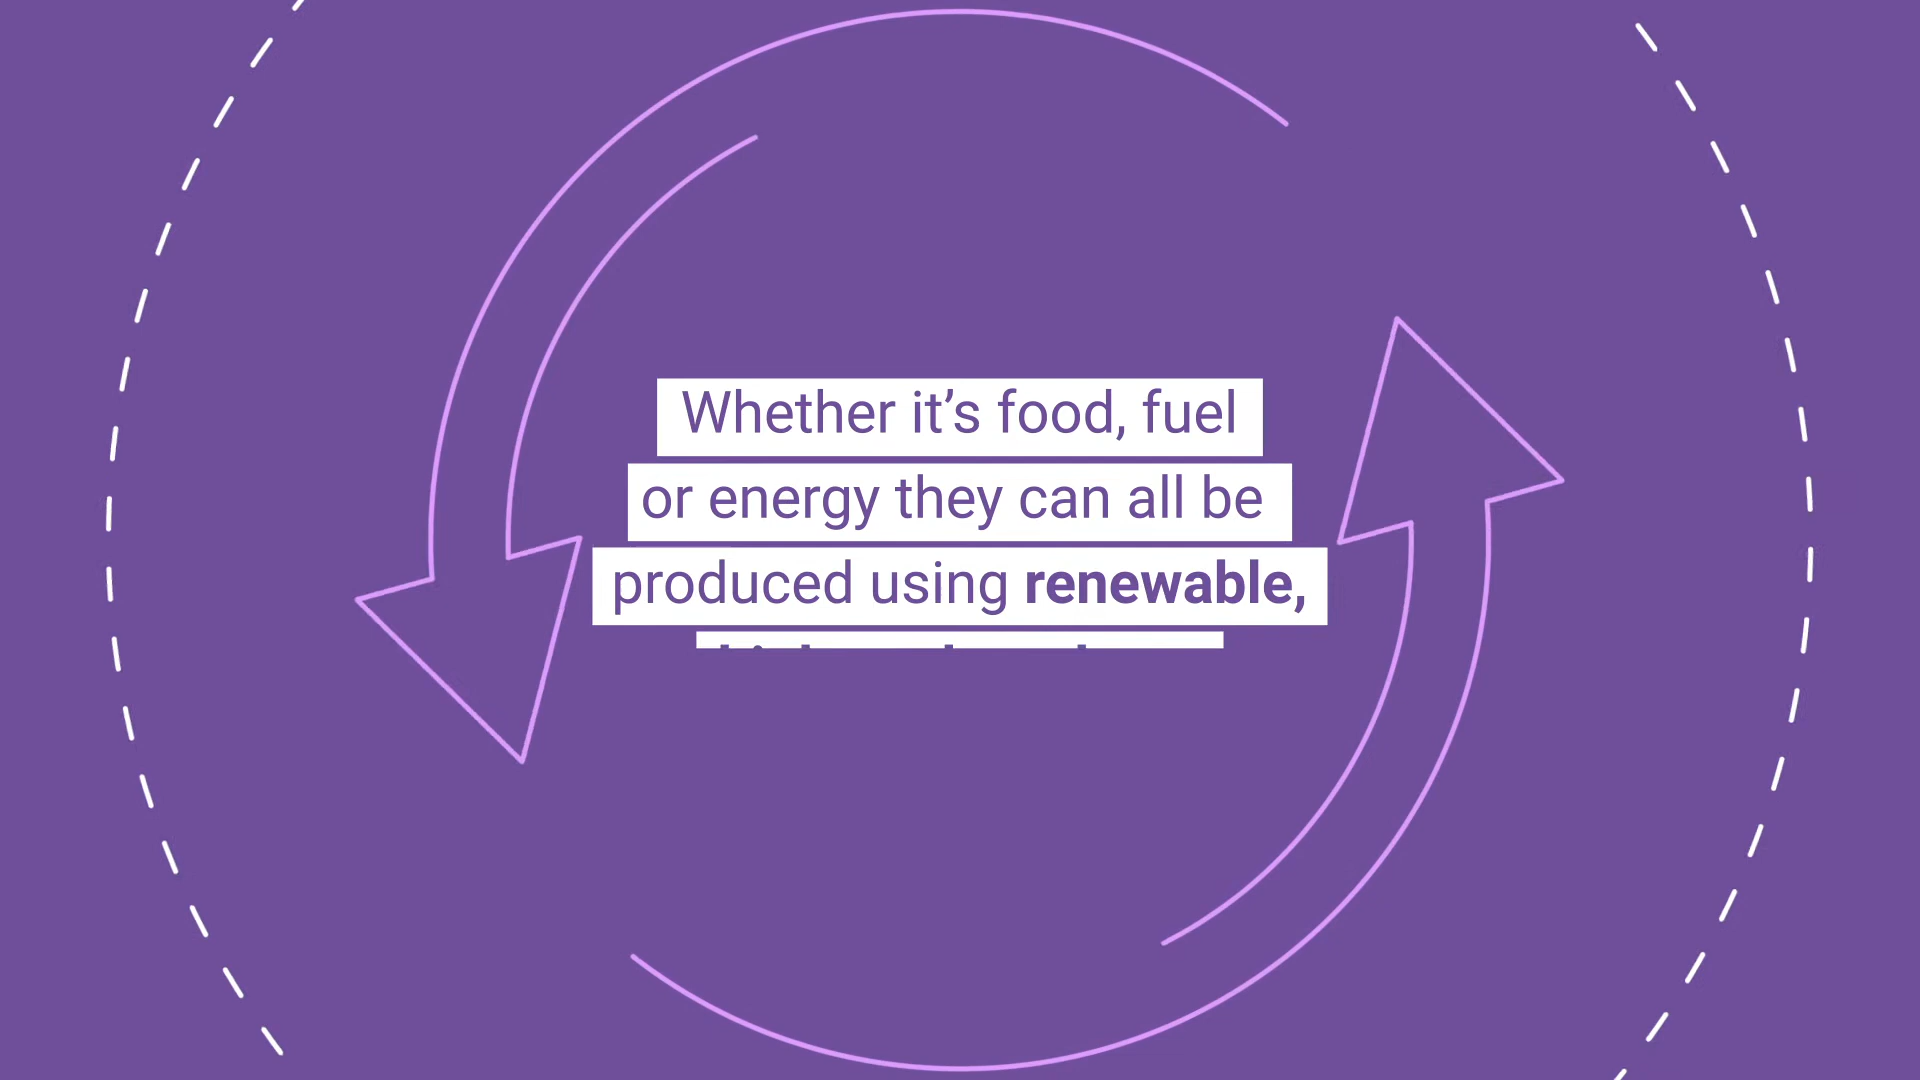 Whether it’s food, fuel
or energy they can all be
produced using renewable,